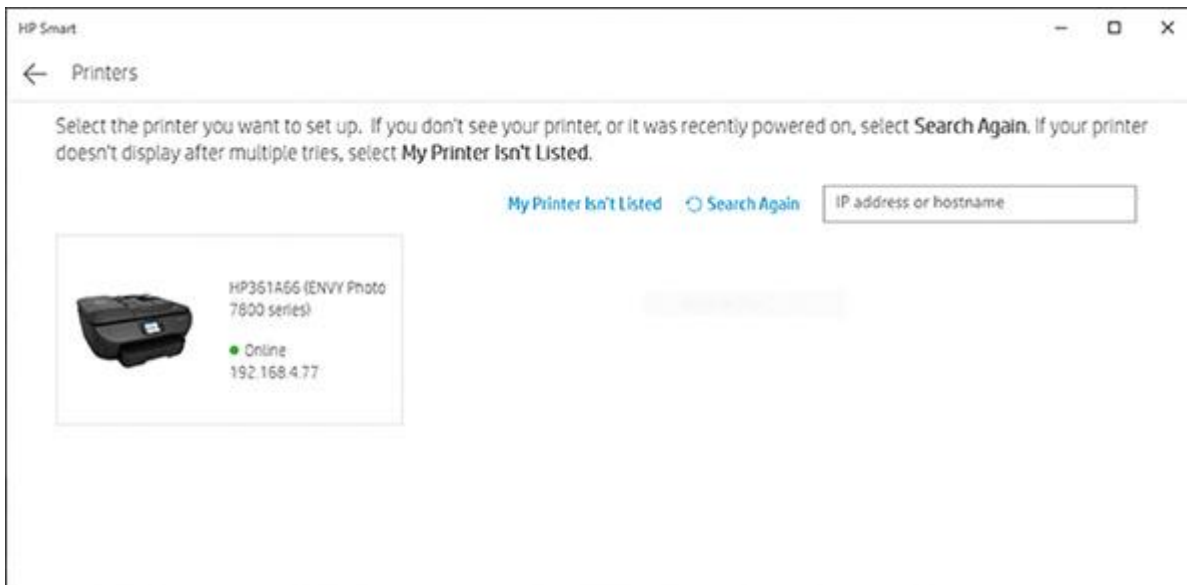 HP Smart
Printers
Select the printer you want to set up. If you don't see your printer, or it was recently powered on, select Search Again. If your printer
doesn't display after multiple tries, select My Printer Isn't Listed.
My Printer Isn't Listed Search Again IP address or hostname
HP361A66 (ENVY Photo
7800 series)
Online
192.168.4.77